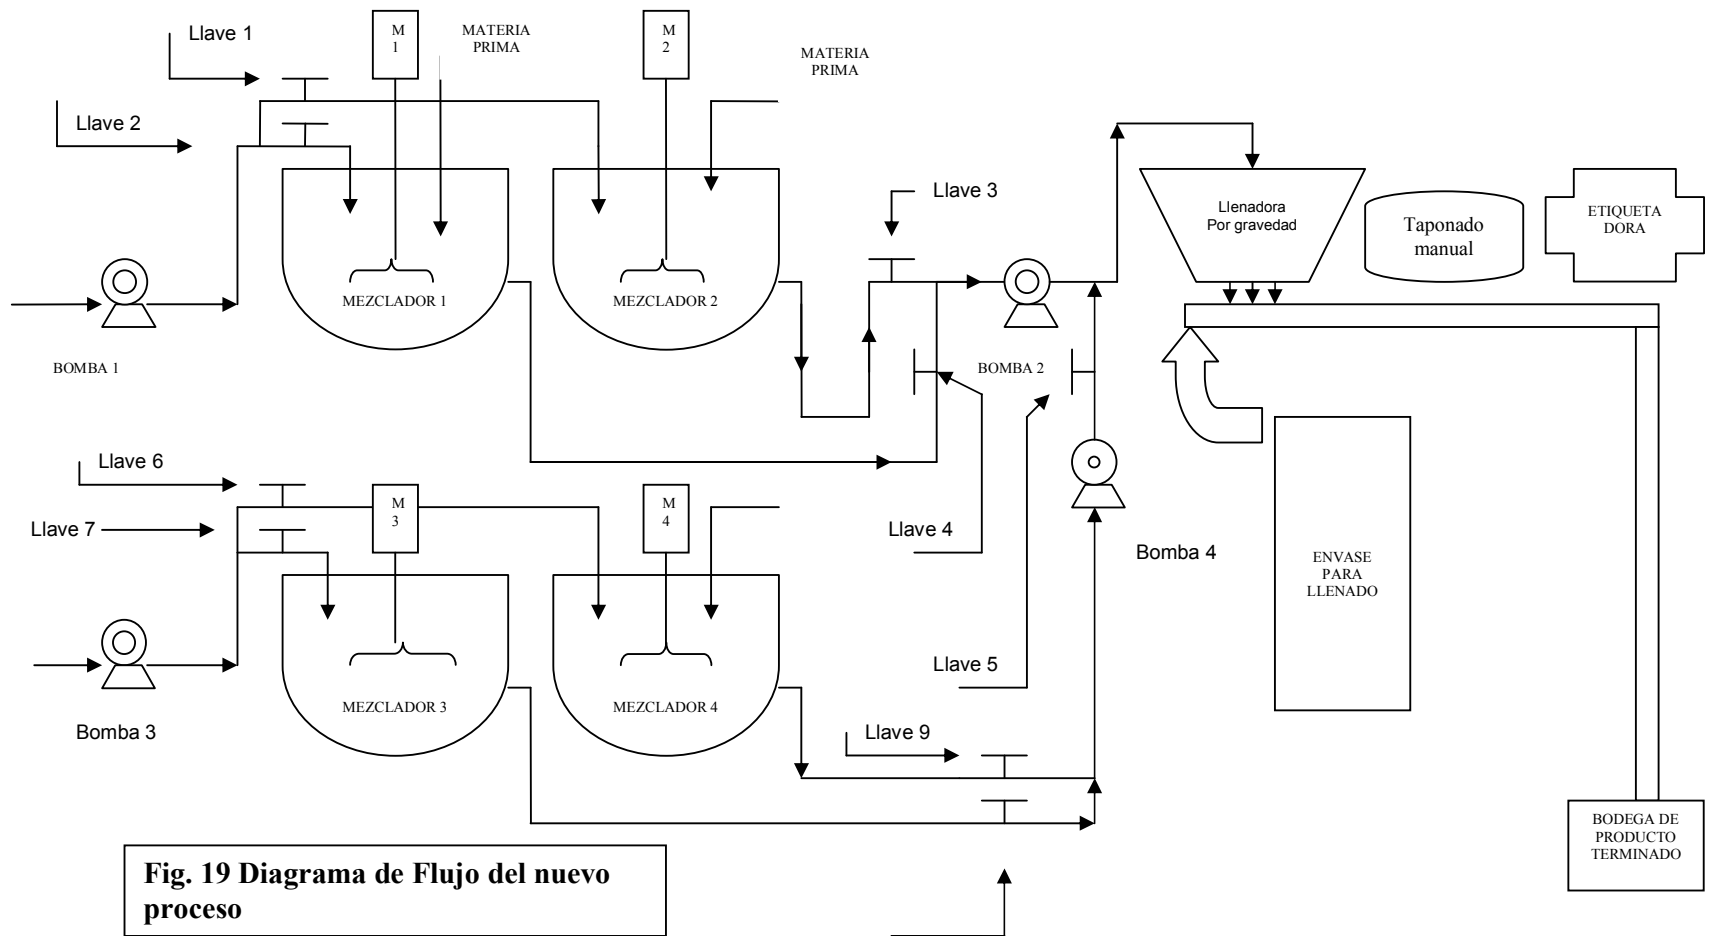 Llave 1
M
1
MATERIA
PRIMA
M
2
MATERIA
PRIMA
Llave 2
Llave 3
Llenadora
Por gravedad
Taponado
manual
ETIQUETA
DORA
MEZCLADOR 1
MEZCLADOR 2
BOMBA 1
BOMBA 2
Llave 6
M
3
M
4
Llave 7
Llave 4
Bomba 4
ENVASE
PARA
LLENADO
Llave 5
MEZCLADOR 3
MEZCLADOR 4
Bomba 3
Llave 9
BODEGA DE
PRODUCTO
TERMINADO
Fig. 19 Diagrama de Flujo del nuevo
proceso